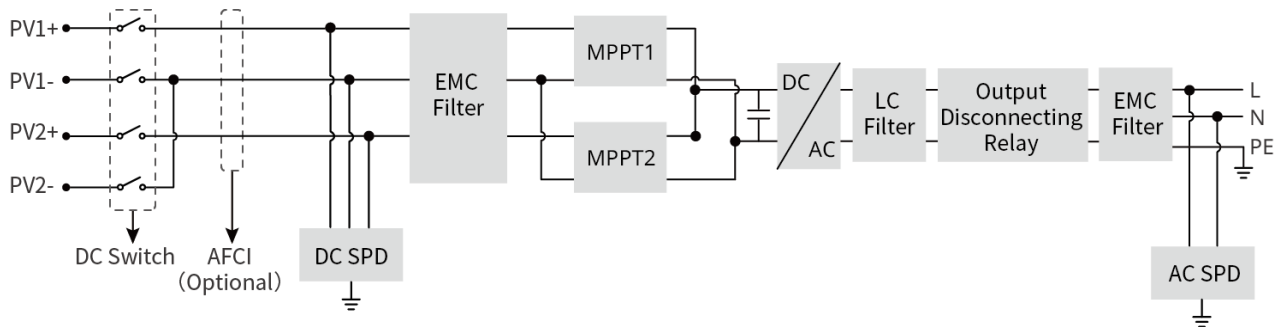 PV1+
PV1-
PV2+
PV2-
DC Switch
AFCI
（Optional）
DC SPD
EMC
Filter
MPPT1
MPPT2
DC
AC
LC
Filter
Output
Disconnecting
Relay
EMC
Filter
L
N
PE
AC SPD